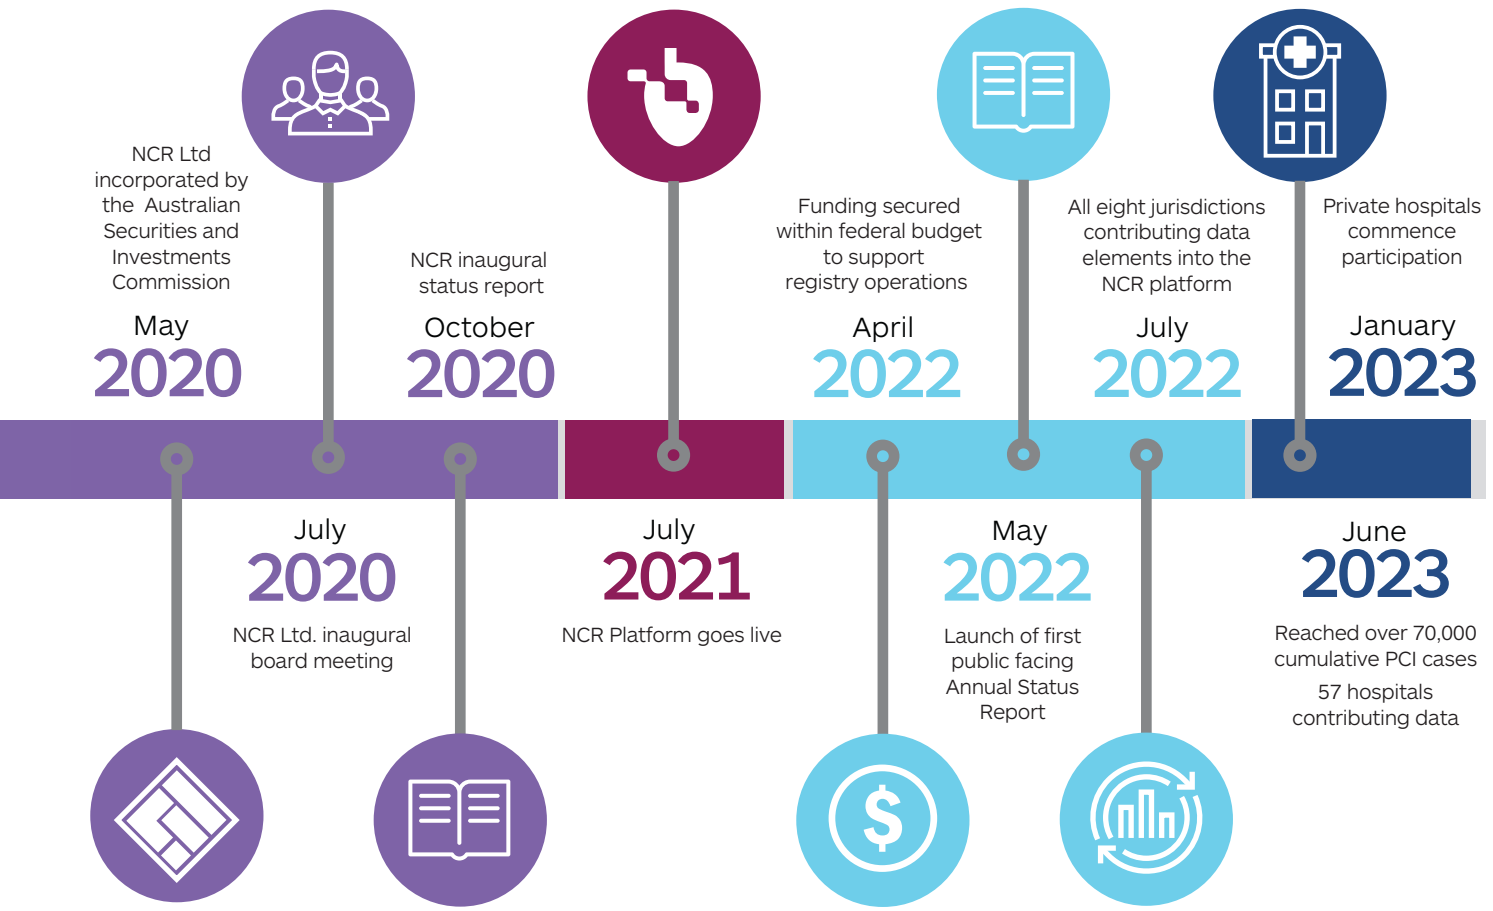 NCR Ltd
incorporated by
the Australian
Securities and
Investments
Commission
May
2020
July
2020
NCR Ltd. inaugural
board meeting
NCR inaugural
status report
October
2020
July
2021
NCR Platform goes live
Funding secured
within federal budget
to support
registry operations
April
2022
May
2022
Launch of first
public facing
Annual Status
Report
All eight jurisdictions
contributing data
elements into the
NCR platform
July
2022
Private hospitals
commence
participation
January
2023
June
2023
Reached over 70,000
cumulative PCI cases
57 hospitals
contributing data
$